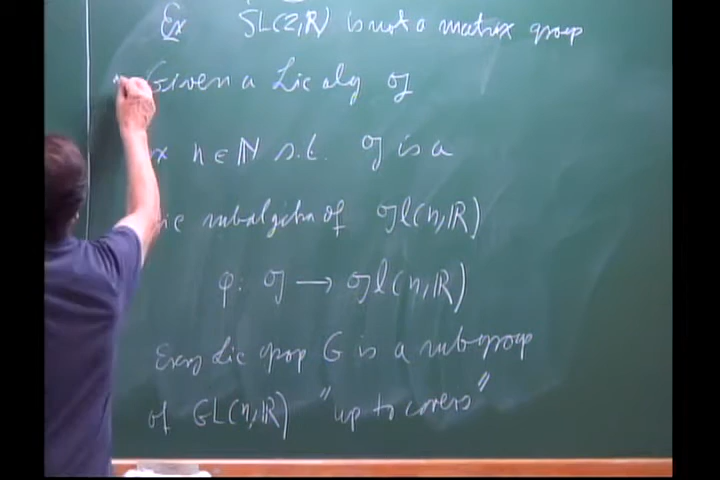 Ex SL(2,ℝ) is not a matrix group
"Given a Lie alg 𝔤
n ∈ ℕ s.t. 𝔤 is a
subalgebra of 𝔤l(n,ℝ)
φ: 𝔤 → 𝔤l(n,ℝ)
Every Lie group G is a subgroup
of GL(n,ℝ) "up to covers"